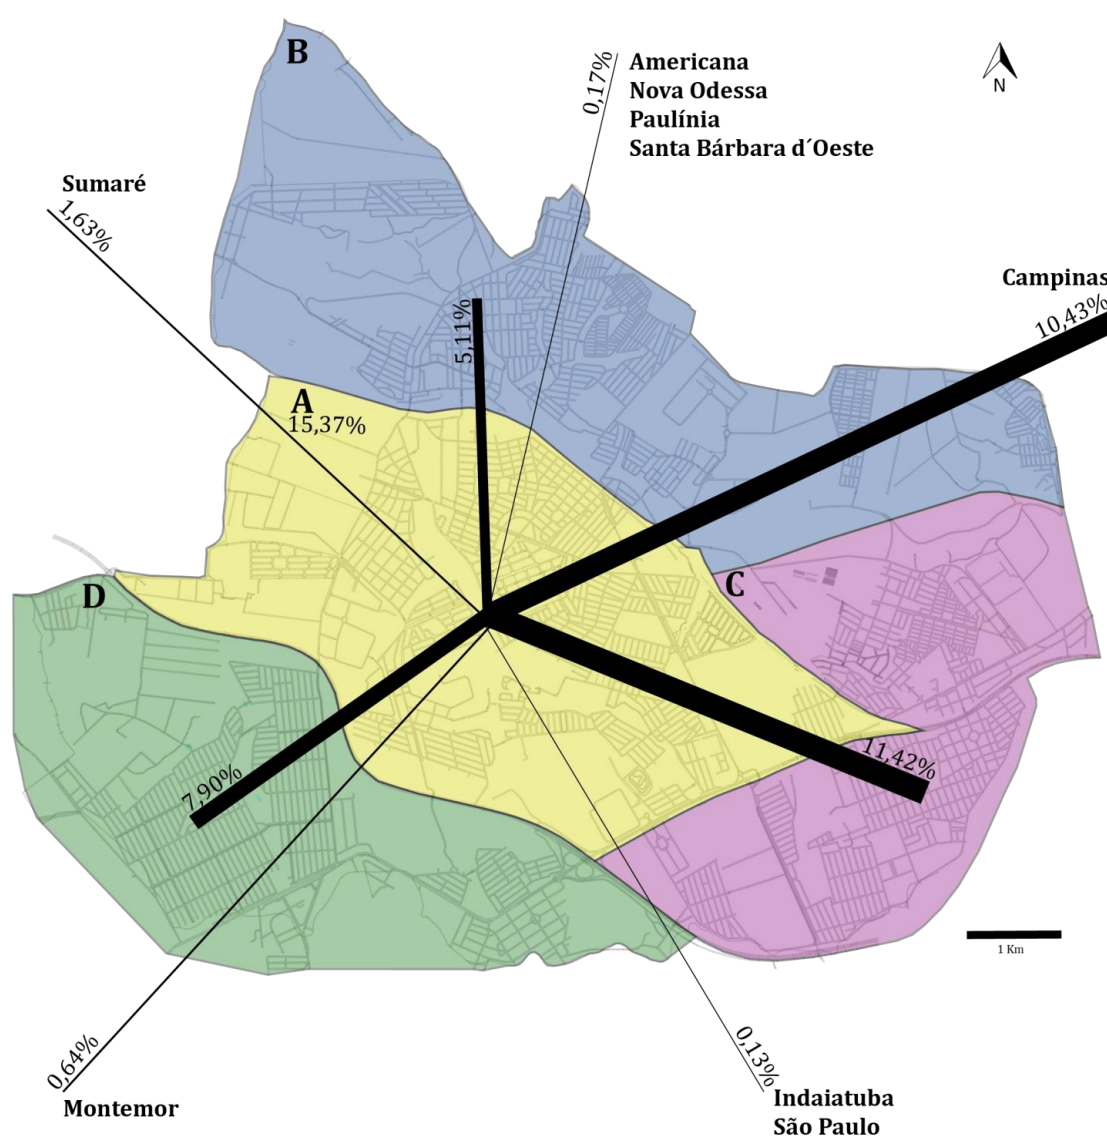 B
0,17%
Americana
Nova Odessa
Paulínia
Santa Bárbara d´Oeste
N
Sumaré
1,63%
Campinas
10,43%
5,11%
A
15,37%
D
C
11,42%
7,90%
1 Km
0,64%
Montemor
0,13%
Indaiatuba
São Paulo